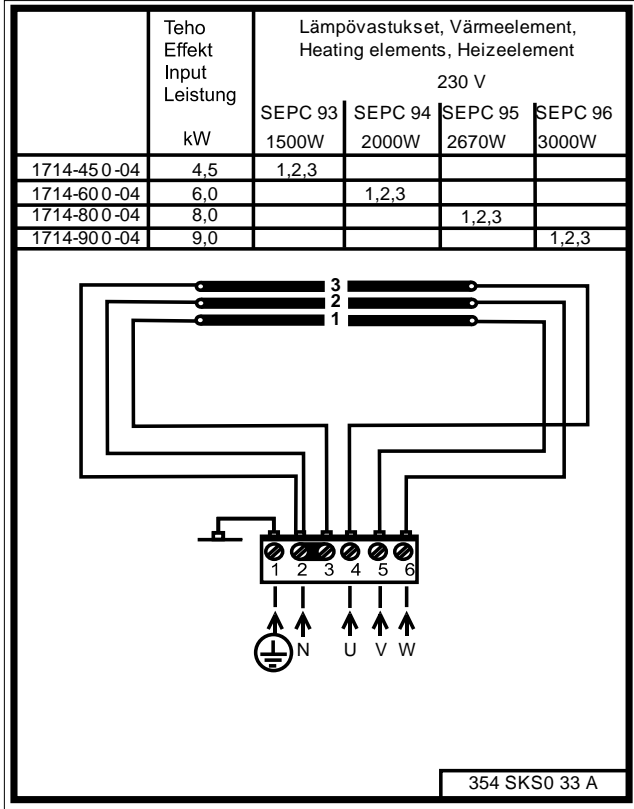 Teho
Effekt
Input
Leistung
kW
Lämpövastukset, Värmeelement,
Heating elements, Heizeelement
230 V
SEPC 93 SEPC 94 SEPC 95 SEPC 96
1500W 2000W 2670W 3000W
1714-450-04 4,5 1,2,3
1714-600-04 6,0 1,2,3
1714-800-04 8,0 1,2,3
1714-900-04 9,0 1,2,3
3
2
1
1 2 3 4 5 6
N U V W
354 SKS0 33 A